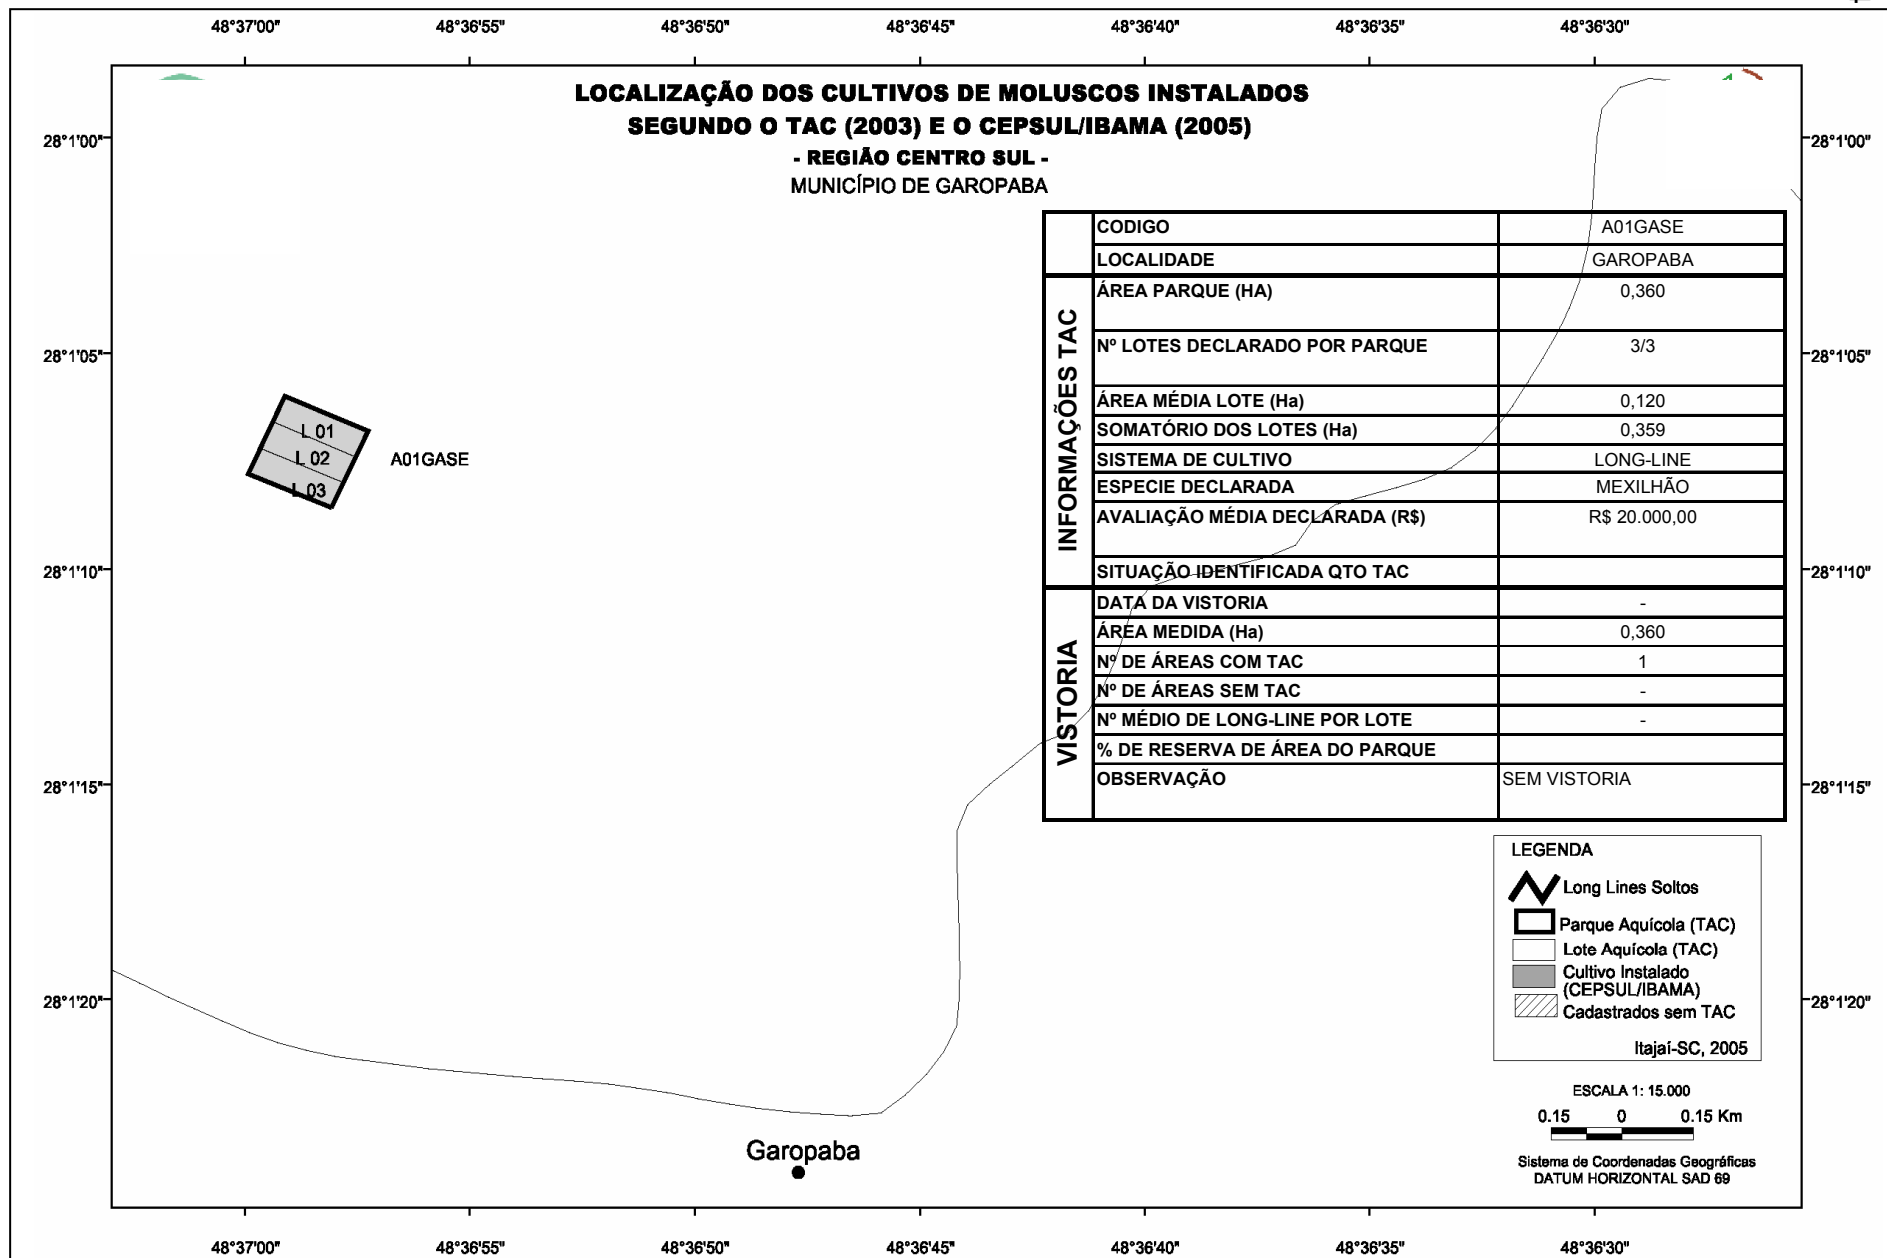 48°37'00" 48°36'55" 48°36'50" 48°36'45" 48°36'40" 48°36'35" 48°36'30"
LOCALIZAÇÃO DOS CULTIVOS DE MOLUSCOS INSTALADOS
SEGUNDO O TAC (2003) E O CEPSUL/IBAMA (2005)
- REGIÃO CENTRO SUL -
MUNICÍPIO DE GAROPABA
28°1'00" 28°1'00"
28°1'05" 28°1'05"
28°1'10" 28°1'10"
28°1'15" 28°1'15"
28°1'20" 28°1'20"
L 01
L 02
L 03
A01GASE
CODIGO A01GASE
LOCALIDADE GAROPABA
INFORMAÇÕES TAC
ÁREA PARQUE (HA) 0,360
Nº LOTES DECLARADO POR PARQUE 3/3
ÁREA MÉDIA LOTE (Ha) 0,120
SOMATÓRIO DOS LOTES (Ha) 0,359
SISTEMA DE CULTIVO LONG-LINE
ESPECIE DECLARADA MEXILHÃO
AVALIAÇÃO MÉDIA DECLARADA (R$) R$ 20.000,00
SITUAÇÃO IDENTIFICADA QTO TAC
VISTORIA
DATA DA VISTORIA -
ÁREA MEDIDA (Ha) 0,360
Nº DE ÁREAS COM TAC 1
Nº DE ÁREAS SEM TAC -
Nº MÉDIO DE LONG-LINE POR LOTE -
% DE RESERVA DE ÁREA DO PARQUE
OBSERVAÇÃO SEM VISTORIA
LEGENDA
Long Lines Soltos
Parque Aquícola (TAC)
Lote Aquícola (TAC)
Cultivo Instalado
(CEPSUL/IBAMA)
Cadastrados sem TAC
Itajaí-SC, 2005
ESCALA 1: 15.000
0.15 0 0.15 Km
Sistema de Coordenadas Geográficas
DATUM HORIZONTAL SAD 69
Garopaba
48°37'00" 48°36'55" 48°36'50" 48°36'45" 48°36'40" 48°36'35" 48°36'30"